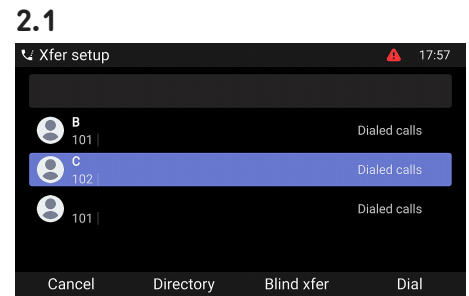 2.1
Xfer setup 17:57
B
101 | Dialed calls
C
102 | Dialed calls
101 | Dialed calls
Cancel Directory Blind xfer Dial